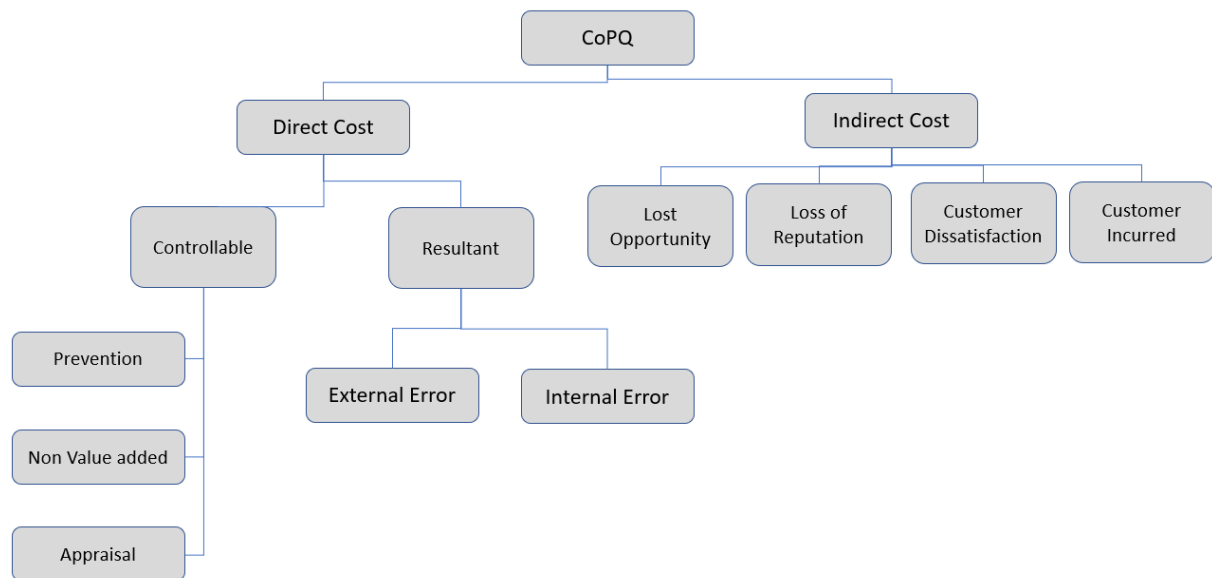 CoPQ
Direct Cost
Indirect Cost
Controllable
Resultant
Lost
Opportunity
Loss of
Reputation
Customer
Dissatisfaction
Customer
Incurred
Prevention
Non Value added
Appraisal
External Error
Internal Error